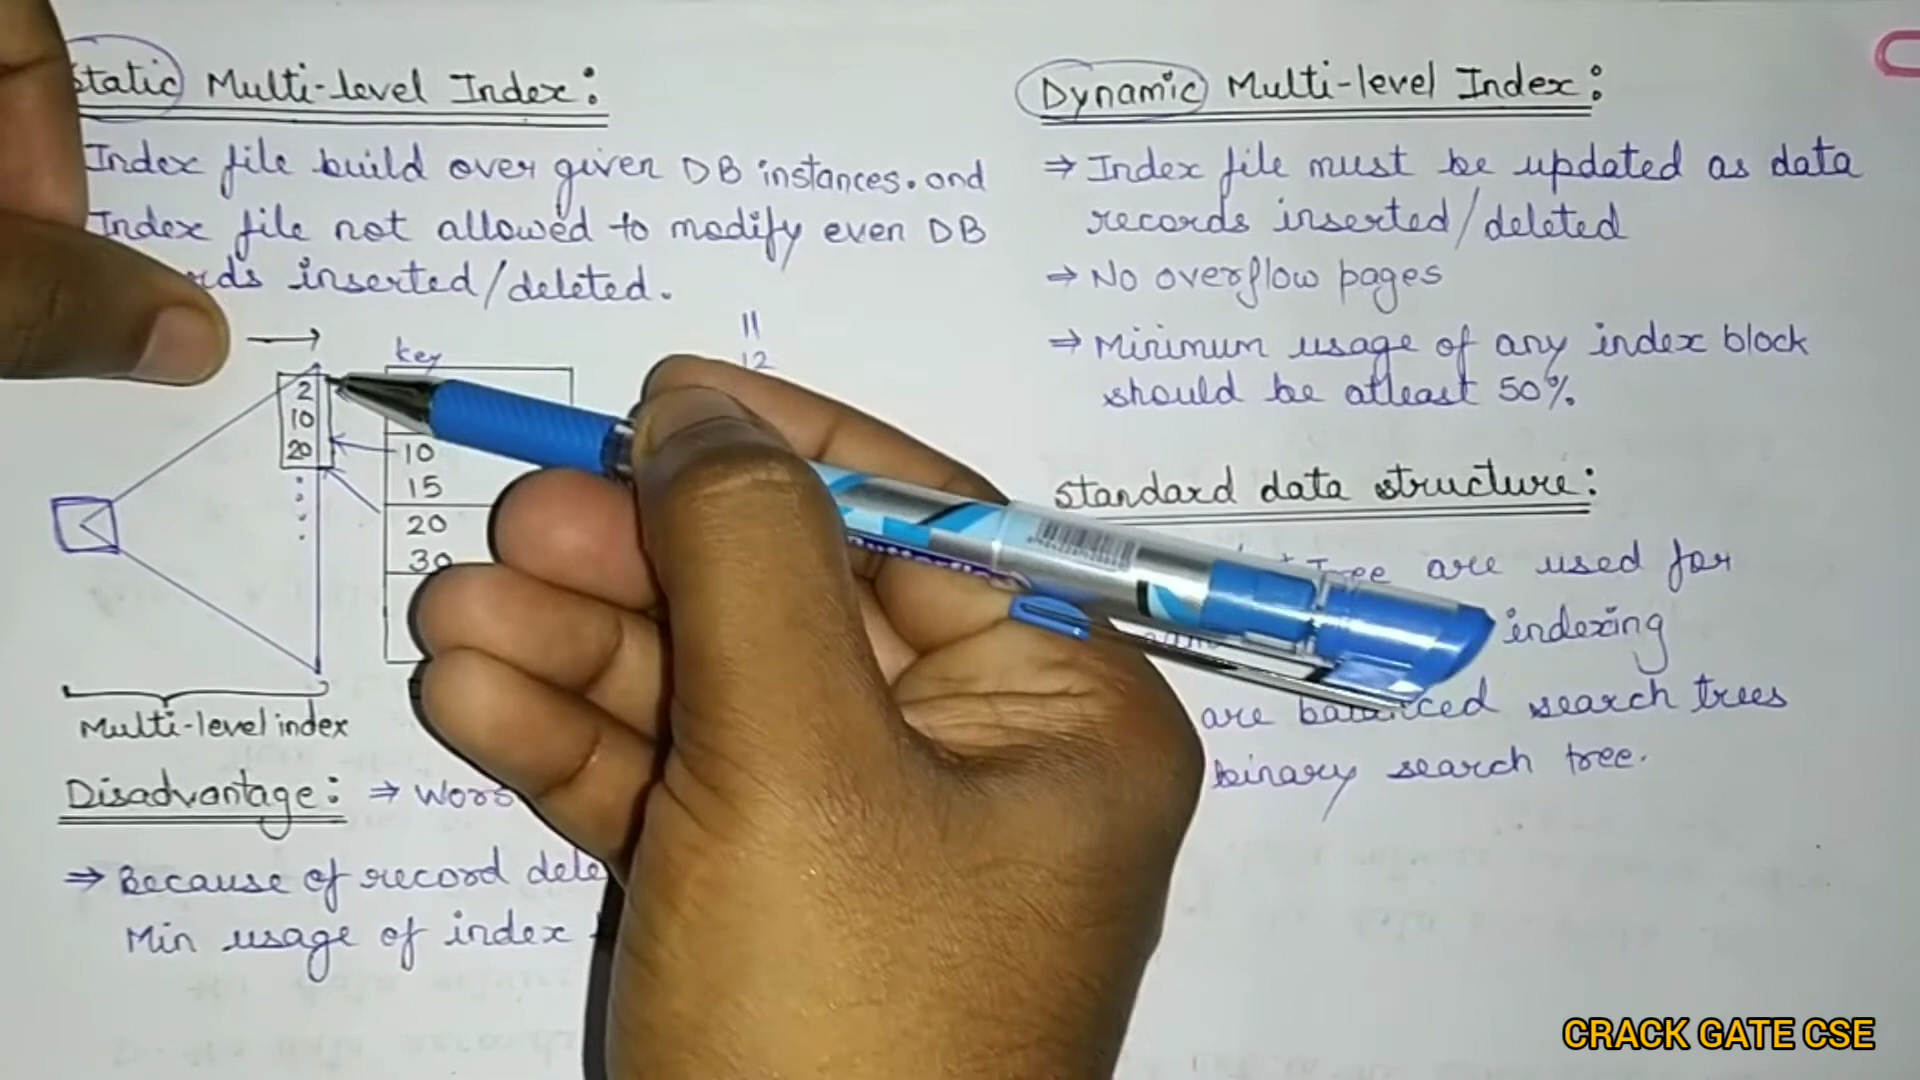 Static Multi-level Index:
Index file build over given DB instances. and
Index file not allowed to modify even DB
inserted/deleted.
11
12
key
2
10
20
10
15
20
30
Multi-level index
Disadvantage: ⇒
⇒ Because of record
Min usage of index
Dynamic Multi-level Index:
⇒ Index file must be updated as data
records inserted/deleted
⇒ No overflow pages
⇒ Minimum usage of any index block
should be atleast 50%.
Standard data structure:
Tree are used for
indexing
are balanced search trees
binary search tree.
CRACK GATE CSE